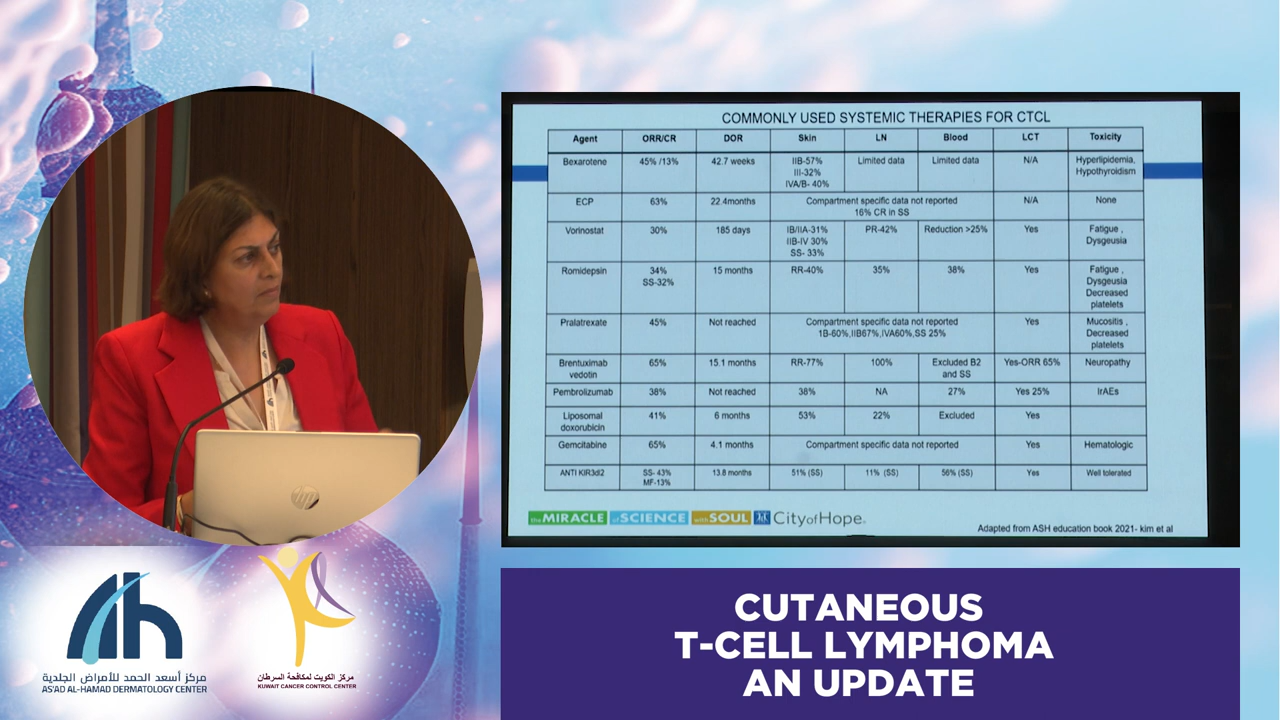 COMMONLY USED SYSTEMIC THERAPIES FOR CTCL
Agent ORR/CR DOR Skin LN Blood LCT Toxicity
Bexarotene 45% /13% 42.7 weeks IIB-57% Limited data Limited data N/A Hyperlipidemia,
III-32% Hypothyroidism
IVA/B- 40%
ECP 63% 22.4months Compartment specific data not reported N/A None
16% CR in SS
Vorinostat 30% 185 days IB/IIA-31% PR-42% Reduction >25% Yes Fatigue ,
IIB-IV 30% Dysgeusia
SS- 33%
Romidepsin 34% 15 months RR-40% 35% 38% Yes Fatigue ,
SS-32% Dysgeusia
Decreased
platelets
Pralatrexate 45% Not reached Compartment specific data not reported Yes Mucositis ,
1B-60%,IIB67%,IVA60%,SS 25% Decreased
platelets
Brentuximab 65% 15.1 months RR-77% 100% Excluded B2 Yes-ORR 65% Neuropathy
vedotin and SS
Pembrolizumab 38% Not reached 38% NA 27% Yes 25% IrAEs
Liposomal 41% 6 months 53% 22% Excluded Yes
doxorubicin
Gemcitabine 65% 4.1 months Compartment specific data not reported Yes Hematologic
ANTI KIR3dl2 SS- 43% 13.8 months 51% (SS) 11% (SS) 56% (SS) Yes Well tolerated
MF-13%
the MIRACLE of SCIENCE with SOUL City of Hope.
Adapted from ASH education book 2021- kim et al
hp
مركز أسعد الحمد للأمراض الجلدية
AS'AD AL-HAMAD DERMATOLOGY CENTER
مركز الكويت لمكافحة السرطان
KUWAIT CANCER CONTROL CENTER
CUTANEOUS
T-CELL LYMPHOMA
AN UPDATE